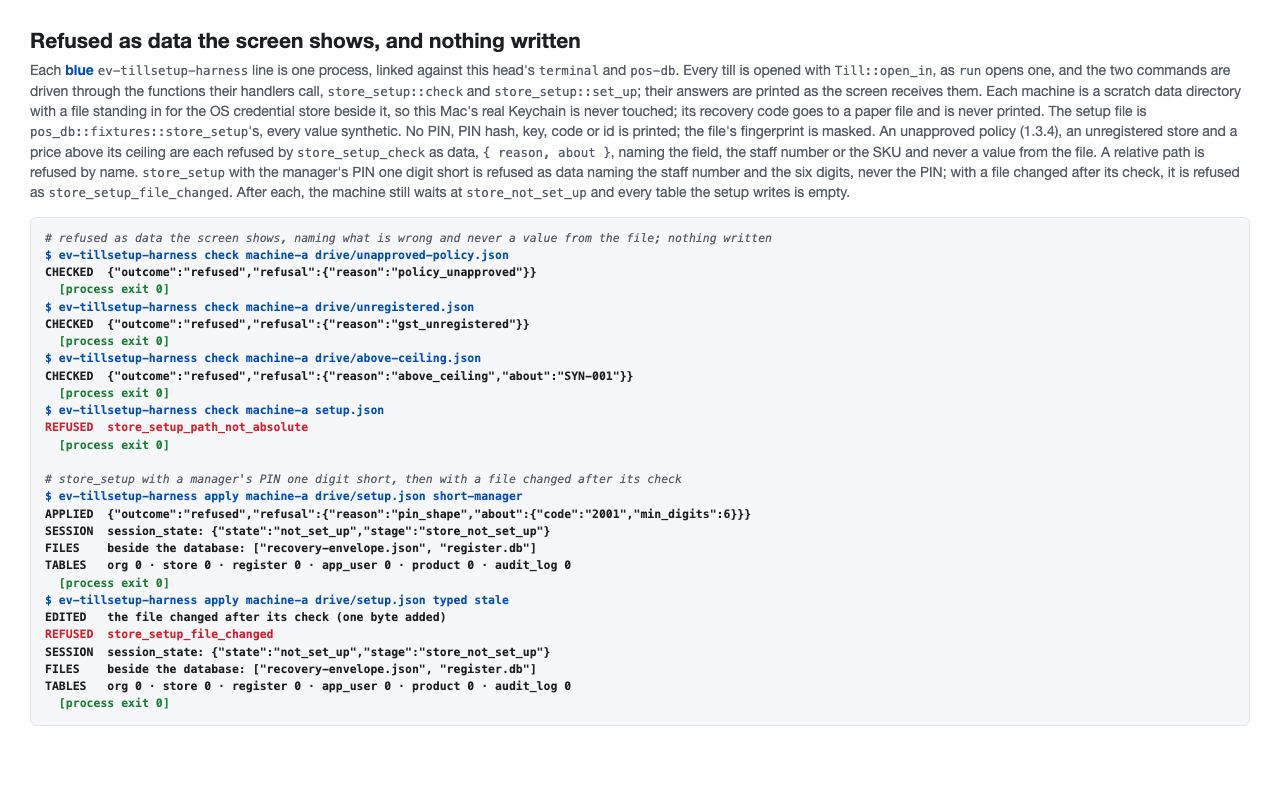 Refused as data the screen shows, and nothing written
Each blue ev-tillsetup-harness line is one process, linked against this head's terminal and pos-db. Every till is opened with Till::open_in, as run opens one, and the two commands are
driven through the functions their handlers call, store_setup::check and store_setup::set_up; their answers are printed as the screen receives them. Each machine is a scratch data directory
with a file standing in for the OS credential store beside it, so this Mac's real Keychain is never touched; its recovery code goes to a paper file and is never printed. The setup file is
pos_db::fixtures::store_setup's, every value synthetic. No PIN, PIN hash, key, code or id is printed; the file's fingerprint is masked. An unapproved policy (1.3.4), an unregistered store and a
price above its ceiling are each refused by store_setup_check as data, { reason, about }, naming the field, the staff number or the SKU and never a value from the file. A relative path is
refused by name. store_setup with the manager's PIN one digit short is refused as data naming the staff number and the six digits, never the PIN; with a file changed after its check, it is refused
as store_setup_file_changed. After each, the machine still waits at store_not_set_up and every table the setup writes is empty.
# refused as data the screen shows, naming what is wrong and never a value from the file; nothing written
$ ev-tillsetup-harness check machine-a drive/unapproved-policy.json
CHECKED  {"outcome":"refused","refusal":{"reason":"policy_unapproved"}}
  [process exit 0]
$ ev-tillsetup-harness check machine-a drive/unregistered.json
CHECKED  {"outcome":"refused","refusal":{"reason":"gst_unregistered"}}
  [process exit 0]
$ ev-tillsetup-harness check machine-a drive/above-ceiling.json
CHECKED  {"outcome":"refused","refusal":{"reason":"above_ceiling","about":"SYN-001"}}
  [process exit 0]
$ ev-tillsetup-harness check machine-a setup.json
REFUSED  store_setup_path_not_absolute
  [process exit 0]
# store_setup with a manager's PIN one digit short, then with a file changed after its check
$ ev-tillsetup-harness apply machine-a drive/setup.json short-manager
APPLIED  {"outcome":"refused","refusal":{"reason":"pin_shape","about":{"code":"2001","min_digits":6}}}
SESSION  session_state: {"state":"not_set_up","stage":"store_not_set_up"}
FILES    beside the database: ["recovery-envelope.json", "register.db"]
TABLES   org 0 · store 0 · register 0 · app_user 0 · product 0 · audit_log 0
  [process exit 0]
$ ev-tillsetup-harness apply machine-a drive/setup.json typed stale
EDITED   the file changed after its check (one byte added)
REFUSED  store_setup_file_changed
SESSION  session_state: {"state":"not_set_up","stage":"store_not_set_up"}
FILES    beside the database: ["recovery-envelope.json", "register.db"]
TABLES   org 0 · store 0 · register 0 · app_user 0 · product 0 · audit_log 0
  [process exit 0]